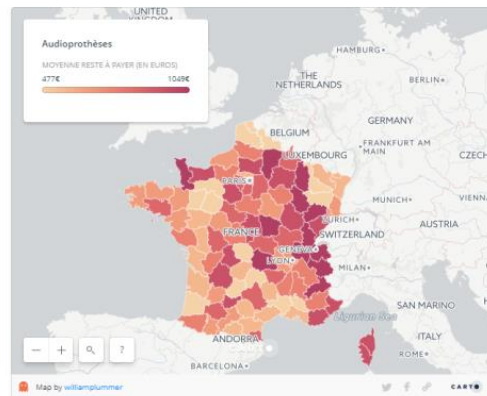 UNITED
KINGDOM
Audioprothèses
MOYENNE RESTE À PAYER (EN EUROS)
477€ 1049€
HAMBURG
THE
NETHERLANDS
BERLIN
BELGIUM
GERMANY
LUXEMBOURG
FRANKFURT AM
MAIN
CZECH
PARIS
MUNICH
VIENNA
AUSTRIA
ZURICH
FRANCE
SWITZERLAND
GENEVA
LYON
MILAN
SAN MARINO
Ligurian Sea
ITALY
ANDORRA
ROME
BARCELONA
− + ?
Map by williamplummer
CARTO